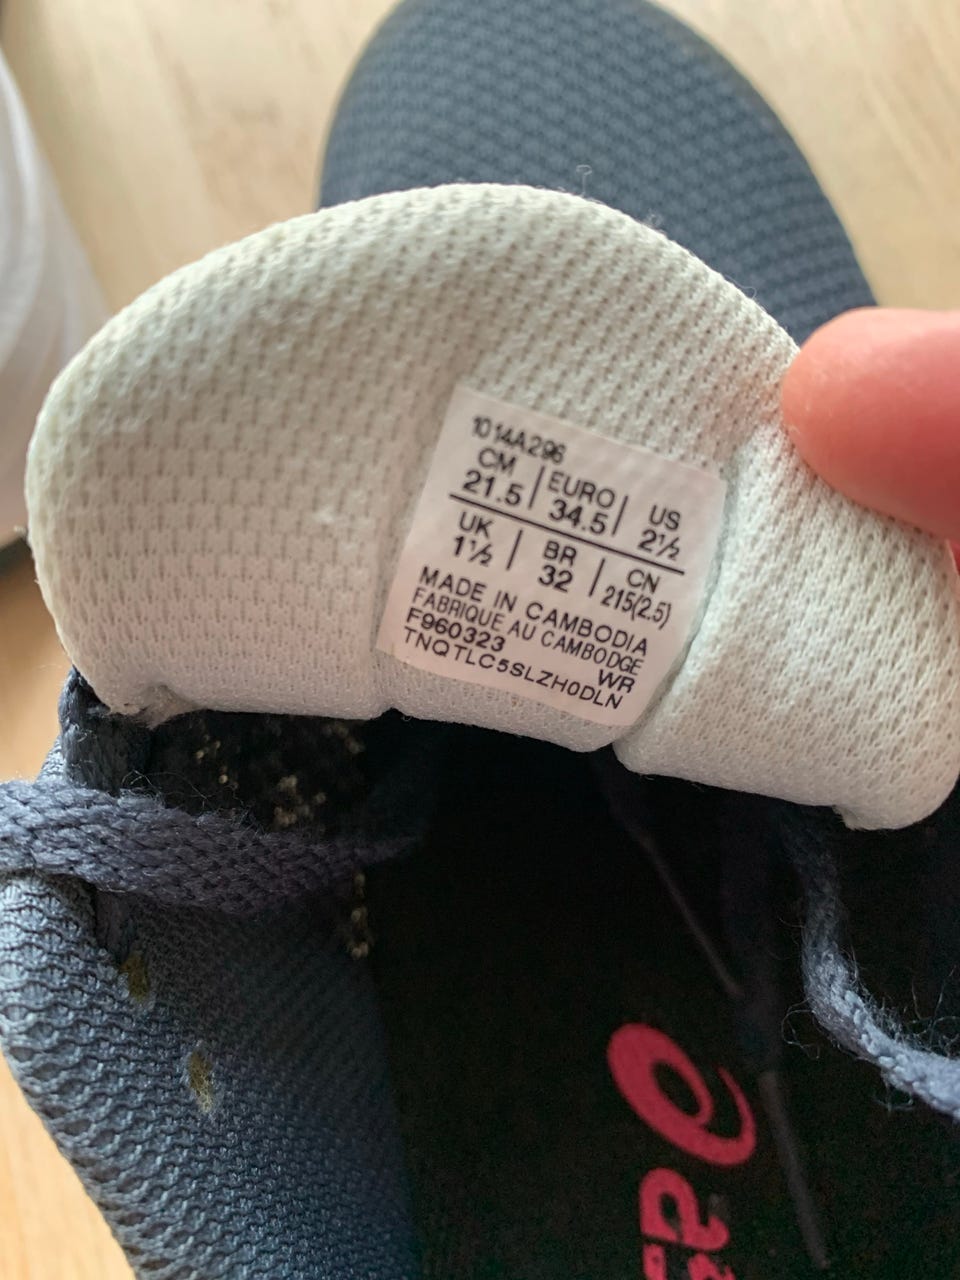 1014A296
CM | EURO | US
21.5 | 34.5 | 2½
UK | BR | CN
1½ | 32 | 215(2.5)
MADE IN CAMBODIA
FABRIQUE AU CAMBODGE
F960323 WR
TNQTLC5SLZH0DLN